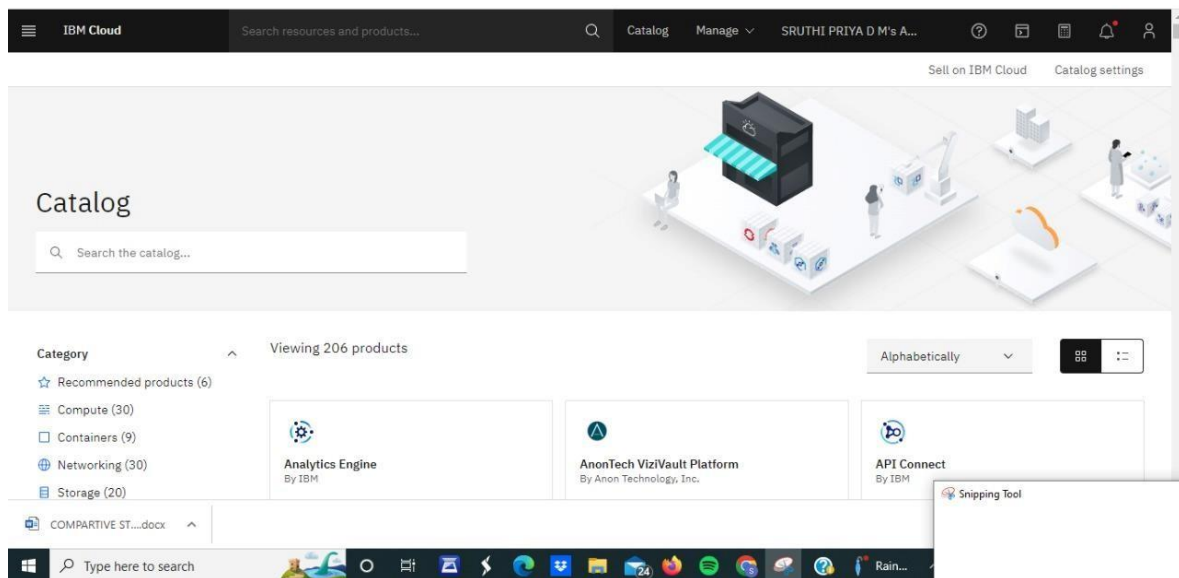 IBM Cloud Search resources and products... Catalog Manage SRUTHI PRIYA D M's A...
Sell on IBM Cloud Catalog settings
Catalog
Search the catalog...
Category
Recommended products (6)
Compute (30)
Containers (9)
Networking (30)
Storage (20)
Viewing 206 products
Alphabetically
Analytics Engine
By IBM
AnonTech ViziVault Platform
By Anon Technology, Inc.
API Connect
By IBM
Snipping Tool
COMPARTIVE ST....docx
Type here to search
24
Rain...